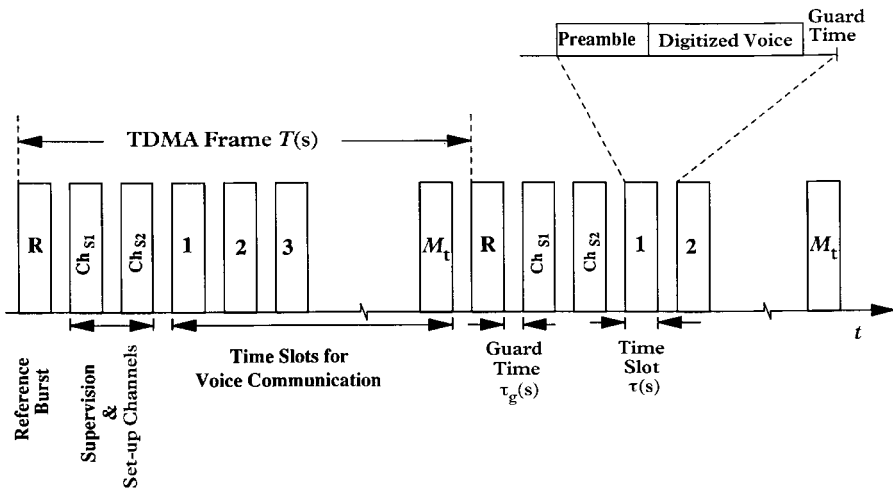 Guard
Time
Preamble
Digitized Voice
TDMA Frame T(s)
R
Ch S1
Ch S2
1
2
3
Mt
R
Ch S1
Ch S2
1
2
Mt
t
Reference
Burst
Supervision
&
Set-up Channels
Time Slots for
Voice Communication
Guard
Time
τg(s)
Time
Slot
τ(s)